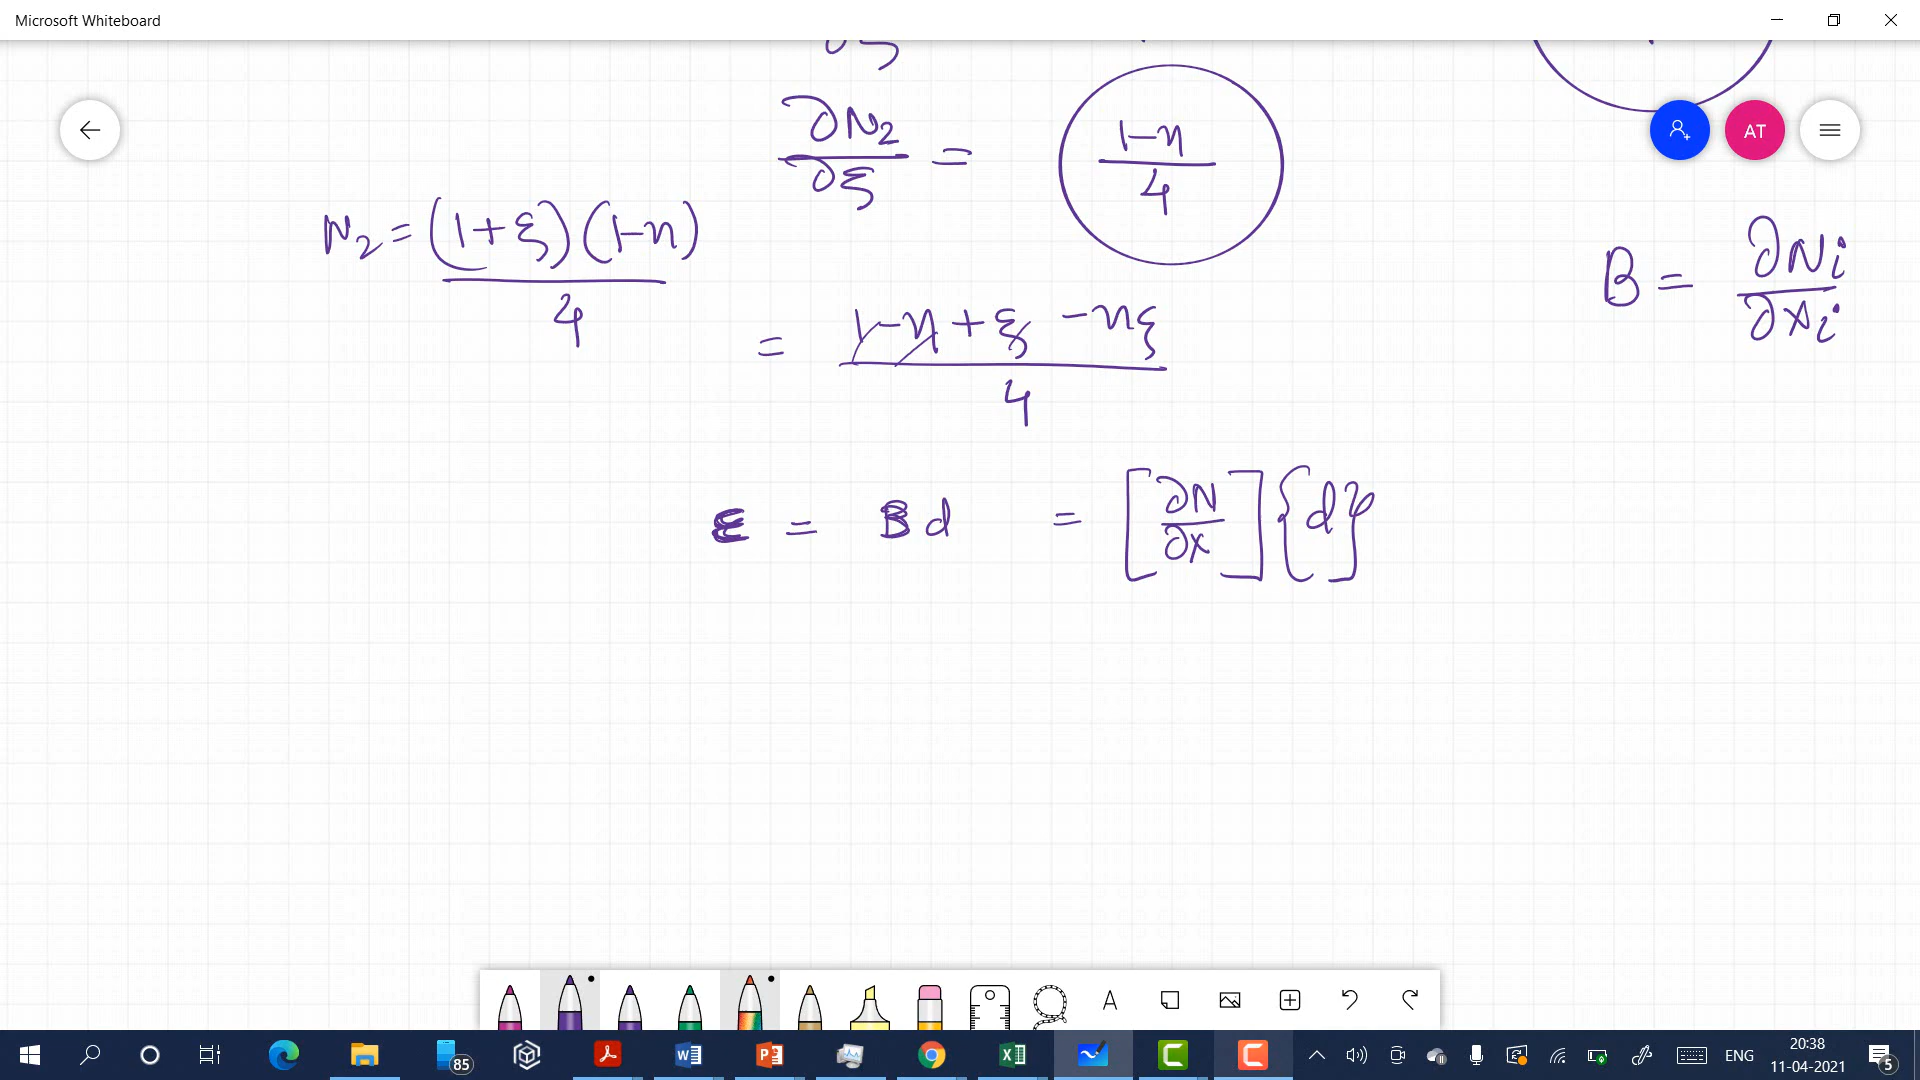 Microsoft Whiteboard
∂ξ
∂N₂/∂ξ = (1-η)/4
AT
N₂ = (1+ξ)(1-η)/4
B = ∂Nᵢ/∂xᵢ
= (1-η+ξ-ηξ)/4
ε = Bd = [∂N/∂x]{d}
A
85
ENG
20:38
11-04-2021
5